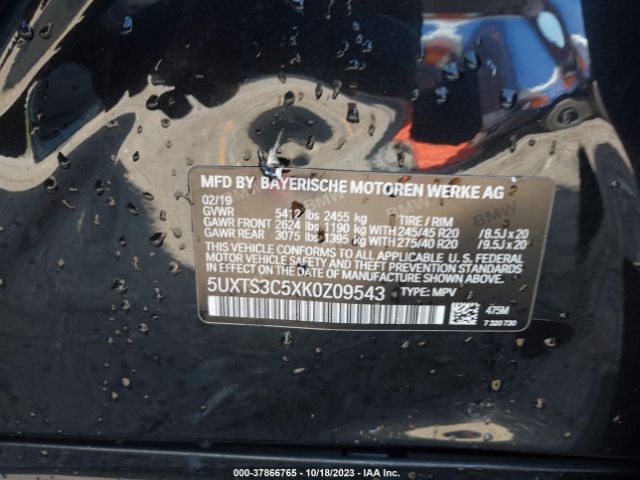 MFD BY BAYERISCHE MOTOREN WERKE AG
02/19
GVWR 5412 lbs 2455 kg TIRE / RIM
GAWR FRONT 2624 lbs 1190 kg WITH 245/45 R20 /8.5J x 20
GAWR REAR 3075 lbs 1395 kg WITH 275/40 R20 /9.5J x 20
THIS VEHICLE CONFORMS TO ALL APPLICABLE U. S. FEDERAL
MOTOR VEHICLE SAFETY, BUMPER, AND THEFT PREVENTION
STANDARDS IN EFFECT ON THE DATE OF MANUFACTURE SHOWN ABOVE.
5UXTS3C5XK0Z09543 TYPE: MPV
475M
7 320 730
000-37866765 | 10/18/2023 | © IAA Inc. |